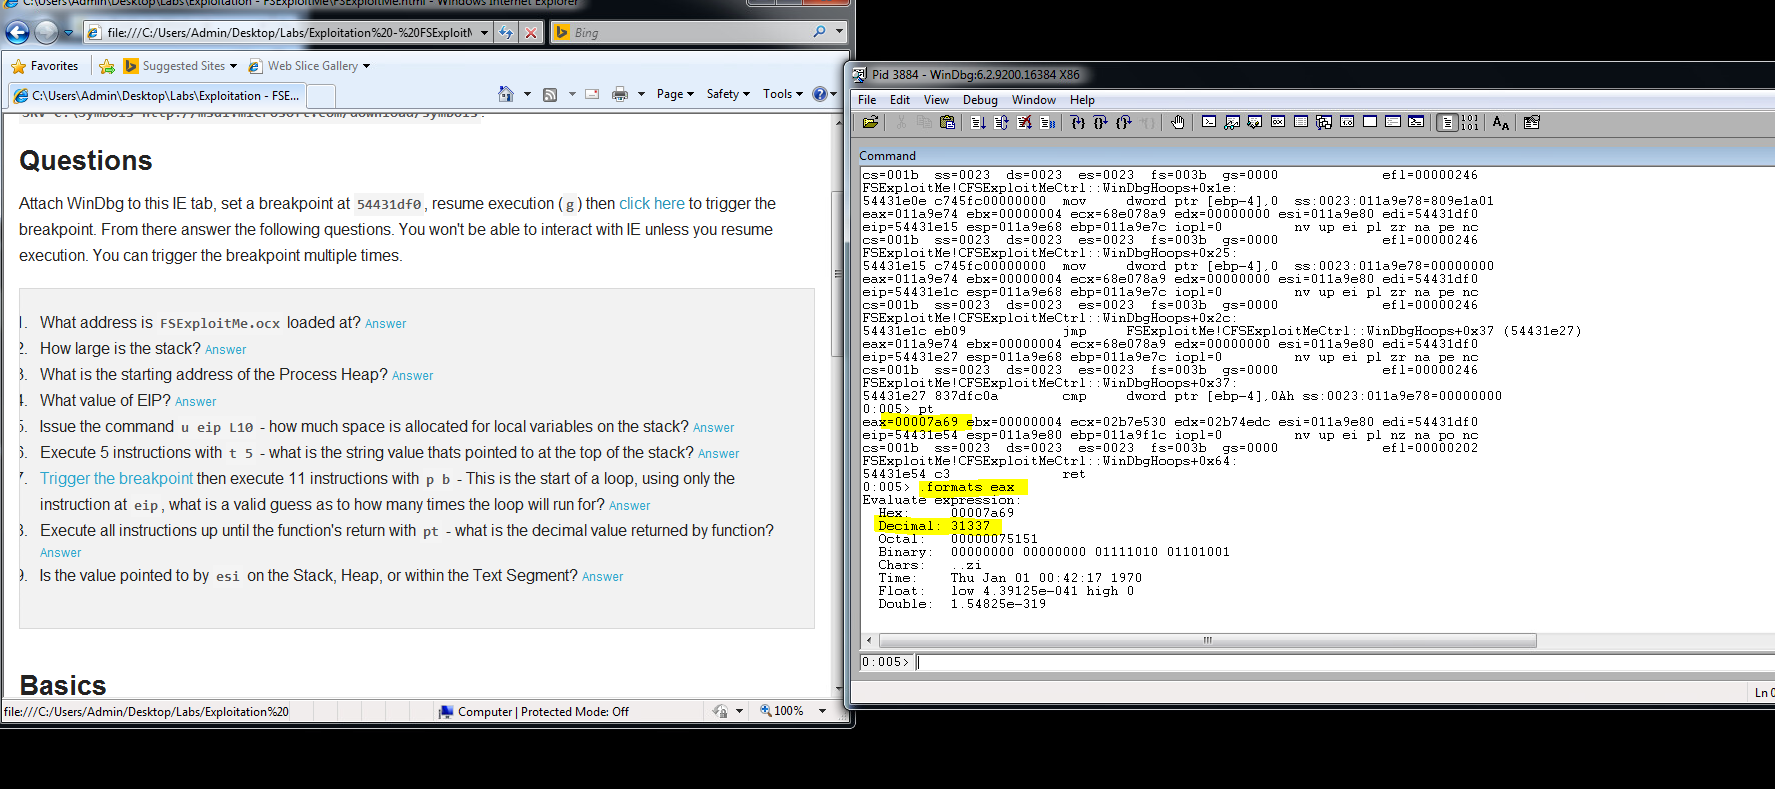 C:\Users\Admin\Desktop\Labs\Exploitation - FSExploitMe\FSExploitMe.html - Windows Internet Explorer
file:///C:/Users/Admin/Desktop/Labs/Exploitation%20-%20FSExploitM
Bing
Favorites
Suggested Sites
Web Slice Gallery
C:\Users\Admin\Desktop\Labs\Exploitation - FSE...
Page
Safety
Tools
SRV*C:\Symbols*http://msdl.microsoft.com/download/symbols.
Questions
Attach WinDbg to this IE tab, set a breakpoint at 54431df0, resume execution (g) then click here to trigger the
breakpoint. From there answer the following questions. You won't be able to interact with IE unless you resume
execution. You can trigger the breakpoint multiple times.
1. What address is FSExploitMe.ocx loaded at? Answer
2. How large is the stack? Answer
3. What is the starting address of the Process Heap? Answer
4. What value of EIP? Answer
5. Issue the command u eip L10 - how much space is allocated for local variables on the stack? Answer
6. Execute 5 instructions with t 5 - what is the string value thats pointed to at the top of the stack? Answer
7. Trigger the breakpoint then execute 11 instructions with p b - This is the start of a loop, using only the
instruction at eip, what is a valid guess as to how many times the loop will run for? Answer
8. Execute all instructions up until the function's return with pt - what is the decimal value returned by function?
Answer
9. Is the value pointed to by esi on the Stack, Heap, or within the Text Segment? Answer
Basics
file:///C:/Users/Admin/Desktop/Labs/Exploitation%20
Computer | Protected Mode: Off
100%
Pid 3884 - WinDbg:6.2.9200.16384 X86
File Edit View Debug Window Help
Command
cs=001b ss=0023 ds=0023 es=0023 fs=003b gs=0000 efl=00000246
FSExploitMe!CFSExploitMeCtrl::WinDbgHoops+0x1e:
54431e0e c745fc00000000 mov dword ptr [ebp-4],0 ss:0023:011a9e78=809e1a01
eax=011a9e74 ebx=00000004 ecx=68e078a9 edx=00000000 esi=011a9e80 edi=54431df0
eip=54431e15 esp=011a9e68 ebp=011a9e7c iopl=0 nv up ei pl zr na pe nc
cs=001b ss=0023 ds=0023 es=0023 fs=003b gs=0000 efl=00000246
FSExploitMe!CFSExploitMeCtrl::WinDbgHoops+0x25:
54431e15 c745fc00000000 mov dword ptr [ebp-4],0 ss:0023:011a9e78=00000000
eax=011a9e74 ebx=00000004 ecx=68e078a9 edx=00000000 esi=011a9e80 edi=54431df0
eip=54431e1c esp=011a9e68 ebp=011a9e7c iopl=0 nv up ei pl zr na pe nc
cs=001b ss=0023 ds=0023 es=0023 fs=003b gs=0000 efl=00000246
FSExploitMe!CFSExploitMeCtrl::WinDbgHoops+0x2c:
54431e1c eb09 jmp FSExploitMe!CFSExploitMeCtrl::WinDbgHoops+0x37 (54431e27)
eax=011a9e74 ebx=00000004 ecx=68e078a9 edx=00000000 esi=011a9e80 edi=54431df0
eip=54431e27 esp=011a9e68 ebp=011a9e7c iopl=0 nv up ei pl zr na pe nc
cs=001b ss=0023 ds=0023 es=0023 fs=003b gs=0000 efl=00000246
FSExploitMe!CFSExploitMeCtrl::WinDbgHoops+0x37:
54431e27 837dfc0a cmp dword ptr [ebp-4],0Ah ss:0023:011a9e78=00000000
0:005> pt
eax=00007a69 ebx=00000004 ecx=02b7e530 edx=02b74edc esi=011a9e80 edi=54431df0
eip=54431e54 esp=011a9e80 ebp=011a9f1c iopl=0 nv up ei pl nz na po nc
cs=001b ss=0023 ds=0023 es=0023 fs=003b gs=0000 efl=00000202
FSExploitMe!CFSExploitMeCtrl::WinDbgHoops+0x64:
54431e54 c3 ret
0:005> .formats eax
Evaluate expression:
Hex: 00007a69
Decimal: 31337
Octal: 00000075151
Binary: 00000000 00000000 01111010 01101001
Chars: ..zi
Time: Thu Jan 01 00:42:17 1970
Float: low 4.39125e-041 high 0
Double: 1.54825e-319
0:005>
Ln 0